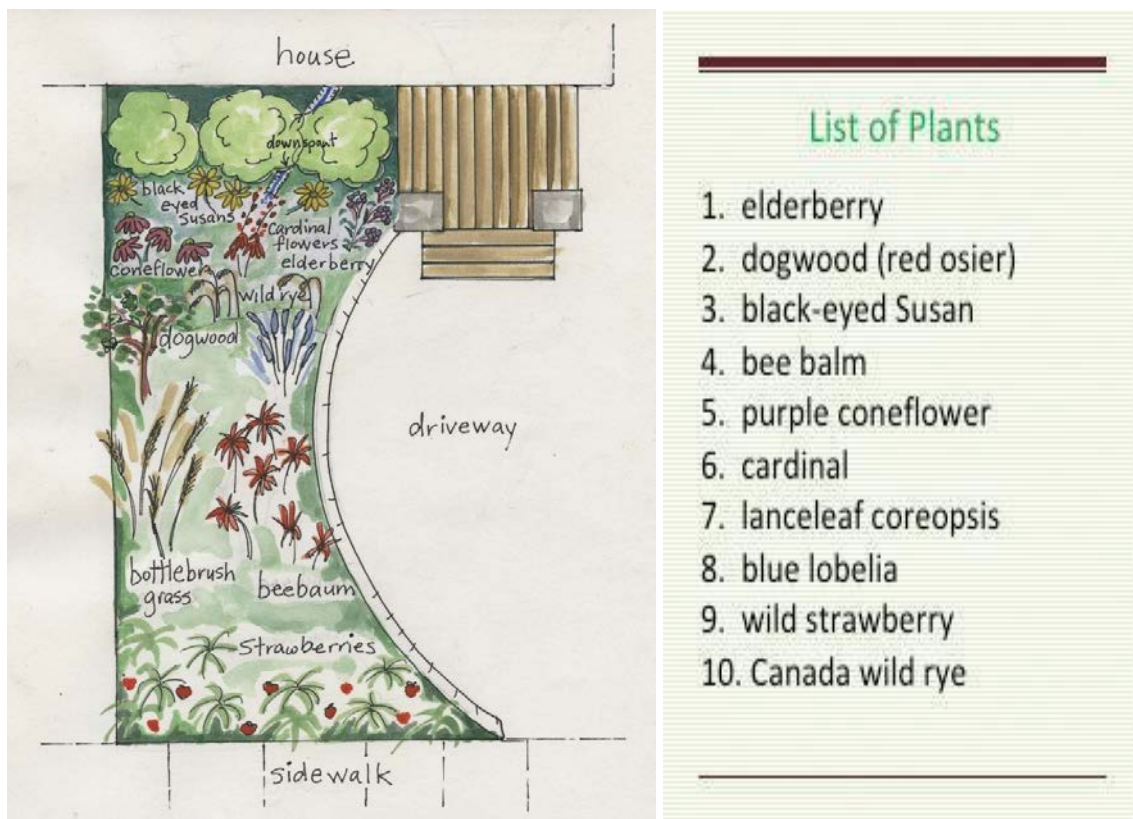 house
downspout
black
eyed
susans
cardinal
flowers
elderberry
coneflower
wild rye
dogwood
driveway
bottlebrush
grass
beebaum
strawberries
sidewalk
List of Plants
1. elderberry
2. dogwood (red osier)
3. black-eyed Susan
4. bee balm
5. purple coneflower
6. cardinal
7. lanceleaf coreopsis
8. blue lobelia
9. wild strawberry
10. Canada wild rye